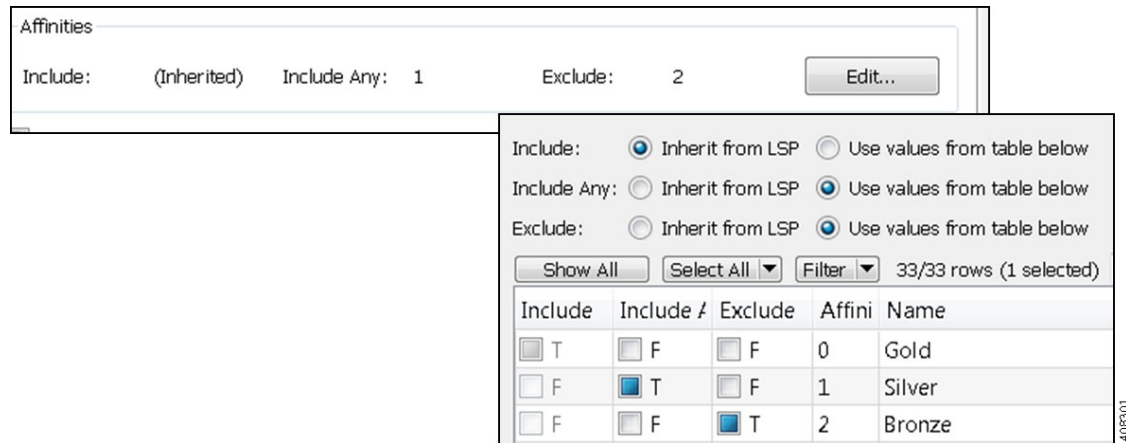 Affinities
Include: (Inherited) Include Any: 1 Exclude: 2 Edit...
Include: Inherit from LSP Use values from table below
Include Any: Inherit from LSP Use values from table below
Exclude: Inherit from LSP Use values from table below
Show All Select All Filter 33/33 rows (1 selected)
Include Include A Exclude Affini Name
T F F 0 Gold
F T F 1 Silver
F F T 2 Bronze
408301